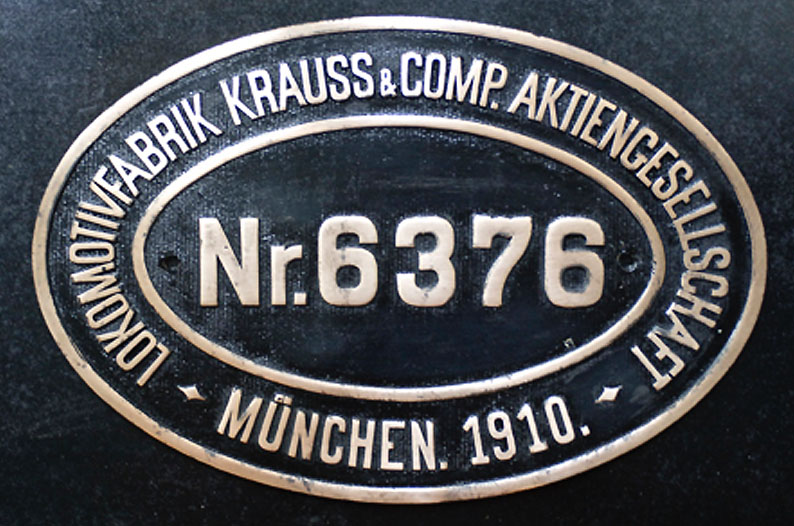 LOKOMOTIVFABRIK KRAUSS & COMP. AKTIENGESELLSCHAFT
Nr. 6376
MÜNCHEN. 1910.